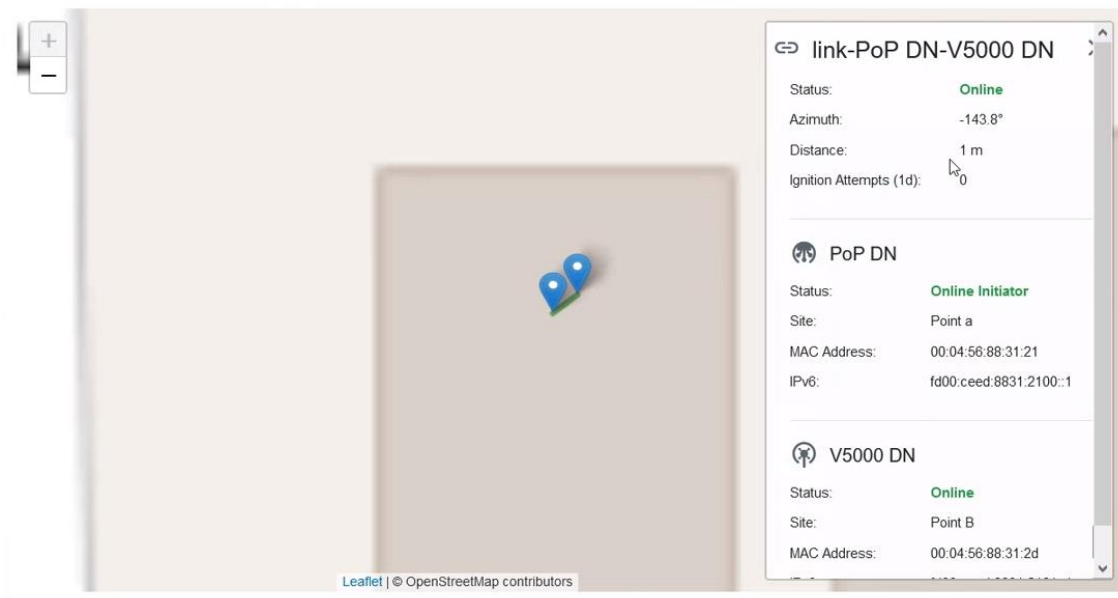 +
−
link-PoP DN-V5000 DN
Status: Online
Azimuth: -143.8°
Distance: 1 m
Ignition Attempts (1d): 0
PoP DN
Status: Online Initiator
Site: Point a
MAC Address: 00:04:56:88:31:21
IPv6: fd00:ceed:8831:2100::1
V5000 DN
Status: Online
Site: Point B
MAC Address: 00:04:56:88:31:2d
Leaflet | © OpenStreetMap contributors